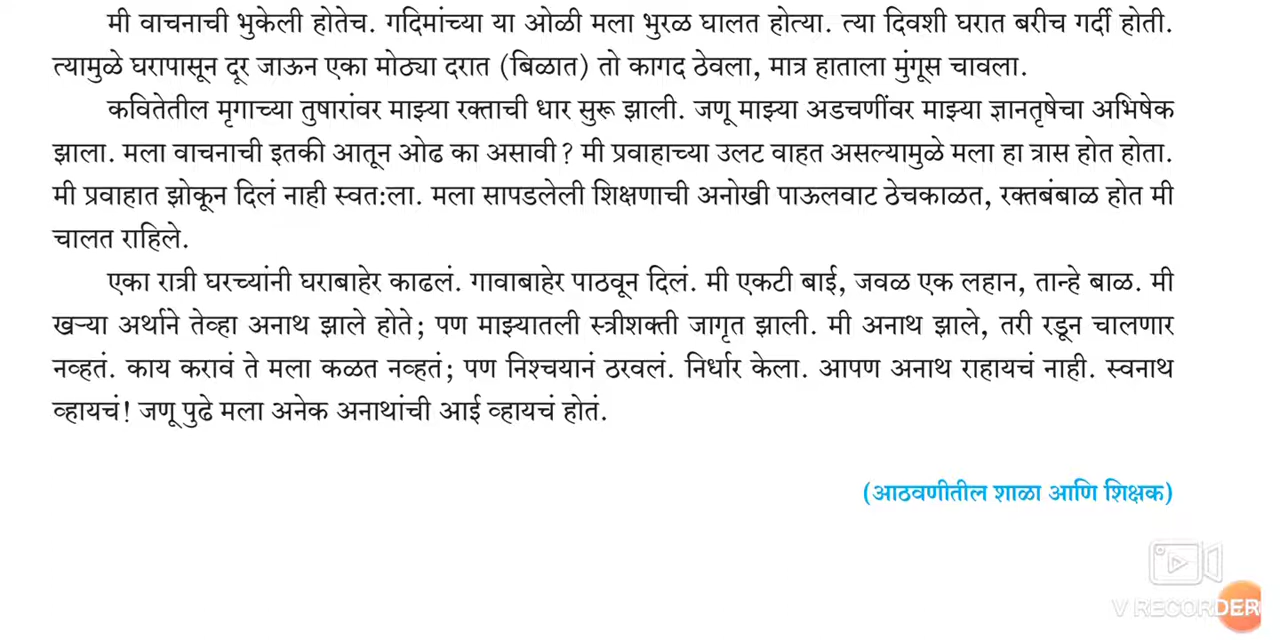 मी वाचनाची भुकेली होतेच. गदिमांच्या या ओळी मला भुरळ घालत होत्या. त्या दिवशी घरात बरीच गर्दी होती.
त्यामुळे घरापासून दूर जाऊन एका मोठ्या दरात (बिळात) तो कागद ठेवला, मात्र हाताला मुंगूस चावला.
कवितेतील मृगाच्या तुषारांवर माझ्या रक्ताची धार सुरू झाली. जणू माझ्या अडचणींवर माझ्या ज्ञानतृषेचा अभिषेक
झाला. मला वाचनाची इतकी आतून ओढ का असावी? मी प्रवाहाच्या उलट वाहत असल्यामुळे मला हा त्रास होत होता.
मी प्रवाहात झोकून दिलं नाही स्वत:ला. मला सापडलेली शिक्षणाची अनोखी पाऊलवाट ठेचकाळत, रक्तबंबाळ होत मी
चालत राहिले.
एका रात्री घरच्यांनी घराबाहेर काढलं. गावाबाहेर पाठवून दिलं. मी एकटी बाई, जवळ एक लहान, तान्हे बाळ. मी
खऱ्या अर्थाने तेव्हा अनाथ झाले होते; पण माझ्यातली स्त्रीशक्ती जागृत झाली. मी अनाथ झाले, तरी रडून चालणार
नव्हतं. काय करावं ते मला कळत नव्हतं; पण निश्चयानं ठरवलं. निर्धार केला. आपण अनाथ राहायचं नाही. स्वनाथ
व्हायचं! जणू पुढे मला अनेक अनाथांची आई व्हायचं होतं.
(आठवणीतील शाळा आणि शिक्षक)
V RECORDER